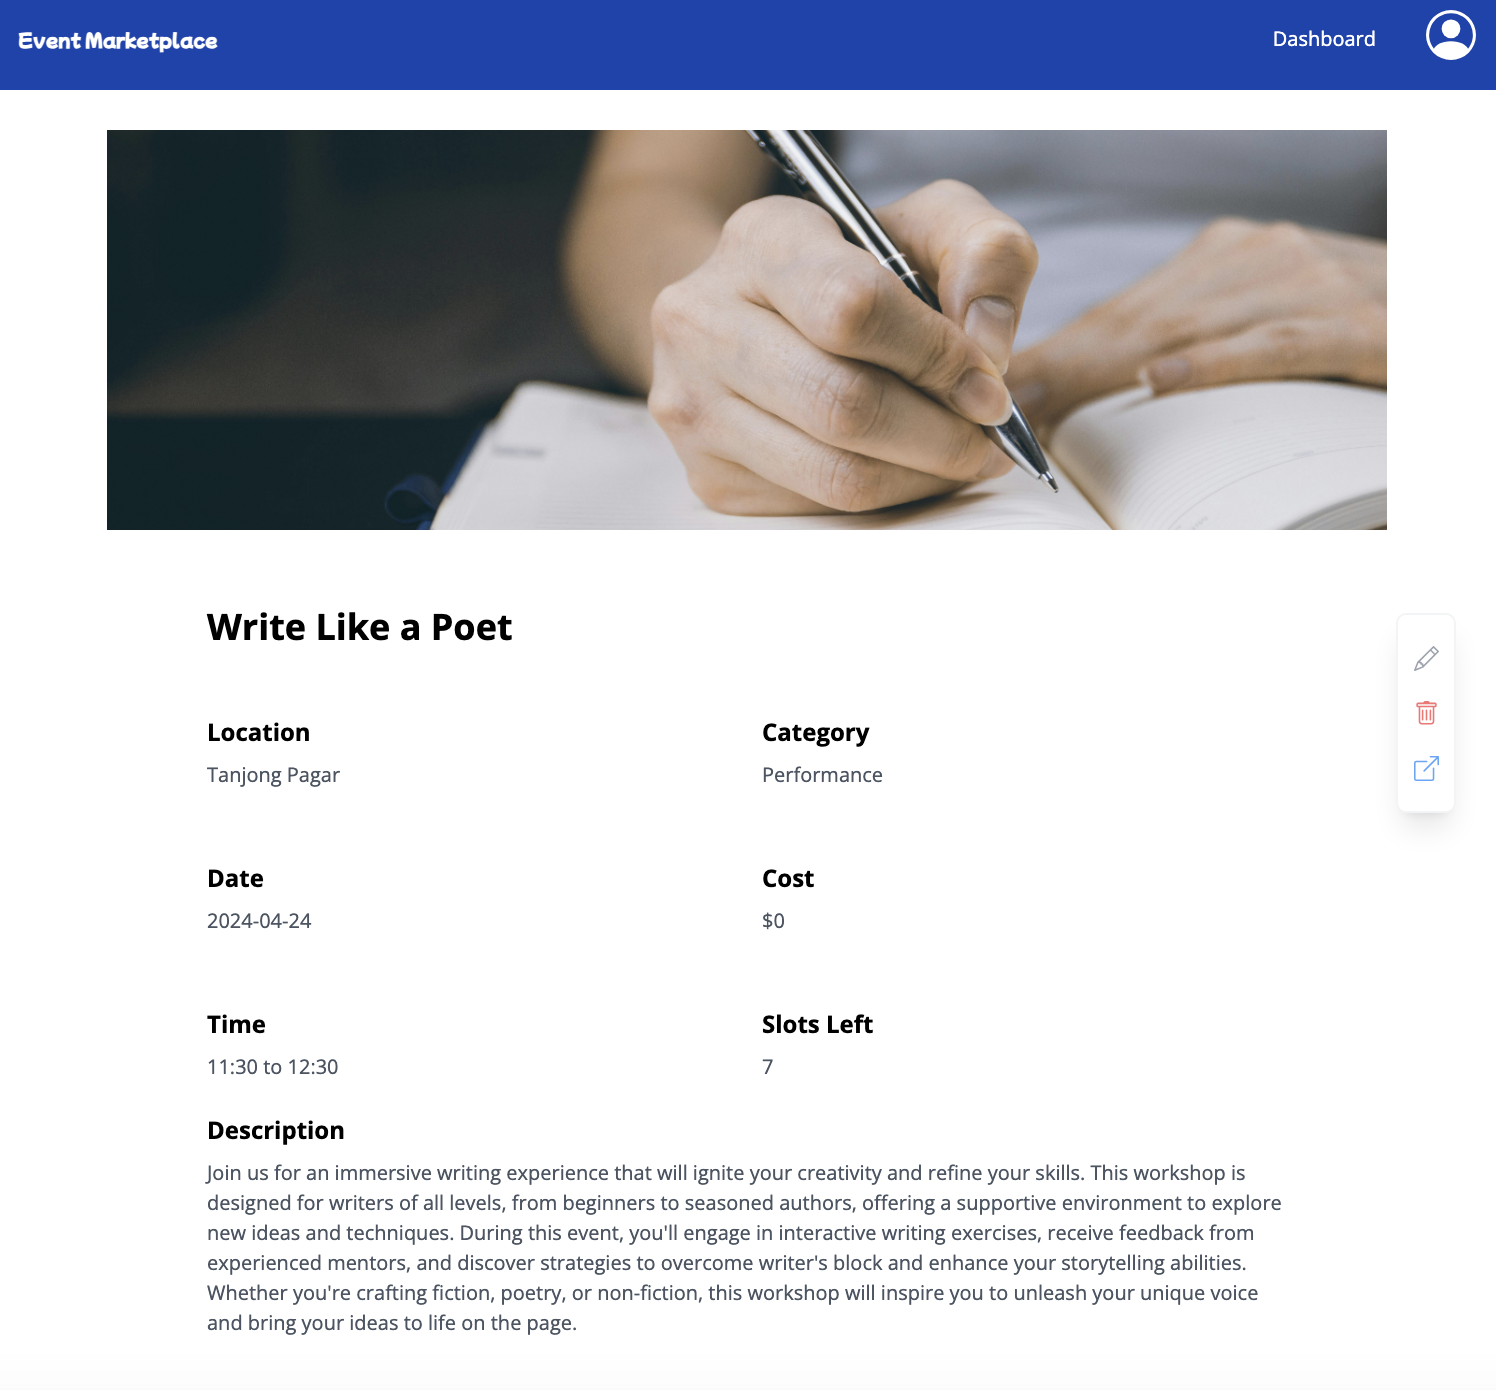 Event Marketplace
Dashboard
Write Like a Poet
Location
Tanjong Pagar
Category
Performance
Date
2024-04-24
Cost
$0
Time
11:30 to 12:30
Slots Left
7
Description
Join us for an immersive writing experience that will ignite your creativity and refine your skills. This workshop is
designed for writers of all levels, from beginners to seasoned authors, offering a supportive environment to explore
new ideas and techniques. During this event, you'll engage in interactive writing exercises, receive feedback from
experienced mentors, and discover strategies to overcome writer's block and enhance your storytelling abilities.
Whether you're crafting fiction, poetry, or non-fiction, this workshop will inspire you to unleash your unique voice
and bring your ideas to life on the page.